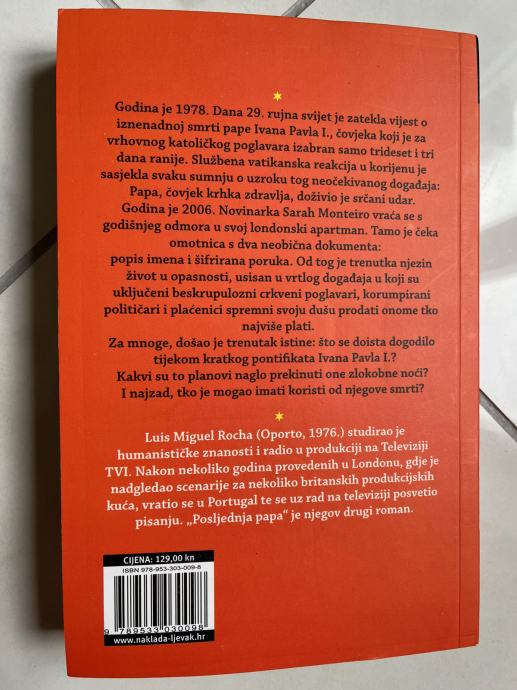 Godina je 1978. Dana 29. rujna svijet je zatekla vijest o
iznenadnoj smrti pape Ivana Pavla I., čovjeka koji je za
vrhovnog katoličkog poglavara izabran samo trideset i tri
dana ranije. Službena vatikanska reakcija u korijenu je
sasjekla svaku sumnju o uzroku tog neočekivanog događaja:
Papa, čovjek krhka zdravlja, doživio je srčani udar.
Godina je 2006. Novinarka Sarah Monteiro vraća se s
godišnjeg odmora u svoj londonski apartman. Tamo je čeka
omotnica s dva neobična dokumenta:
popis imena i šifrirana poruka. Od tog je trenutka njezin
život u opasnosti, usisan u vrtlog događaja u koji su
uključeni beskrupulozni crkveni poglavari, korumpirani
političari i plaćenici spremni svoju dušu prodati onome tko
najviše plati.
Za mnoge, došao je trenutak istine: što se doista dogodilo
tijekom kratkog pontifikata Ivana Pavla I.?
Kakvi su to planovi naglo prekinuti one zlokobne noći?
I najzad, tko je mogao imati koristi od njegove smrti?
Luis Miguel Rocha (Oporto, 1976.) studirao je
humanističke znanosti i radio u produkciji na Televiziji
TVI. Nakon nekoliko godina provedenih u Londonu, gdje je
nadgledao scenarije za nekoliko britanskih produkcijskih
kuća, vratio se u Portugal te se uz rad na televiziji posvetio
pisanju. „Posljednja papa“ je njegov drugi roman.
CIJENA: 129,00 kn
ISBN 978-953-303-009-8
9 789533 030098
www.naklada-ljevak.hr